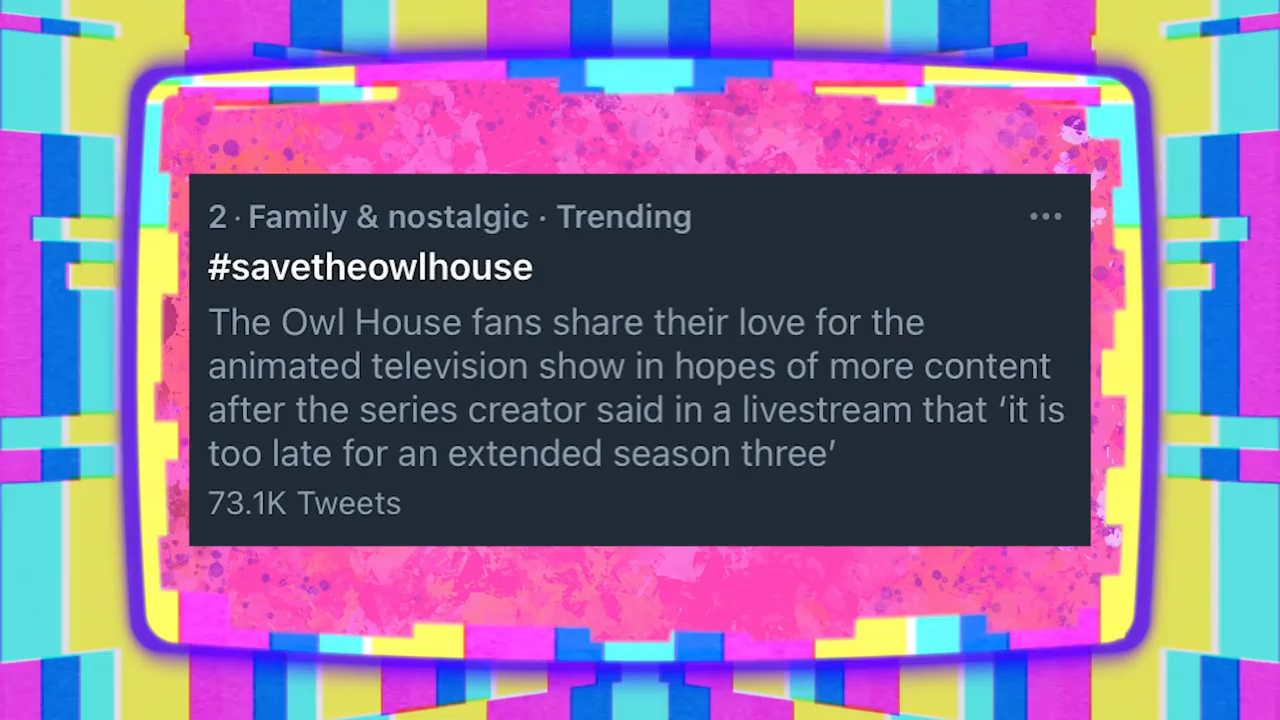 2 · Family & nostalgic · Trending
#savetheowlhouse
The Owl House fans share their love for the
animated television show in hopes of more content
after the series creator said in a livestream that ‘it is
too late for an extended season three’
73.1K Tweets